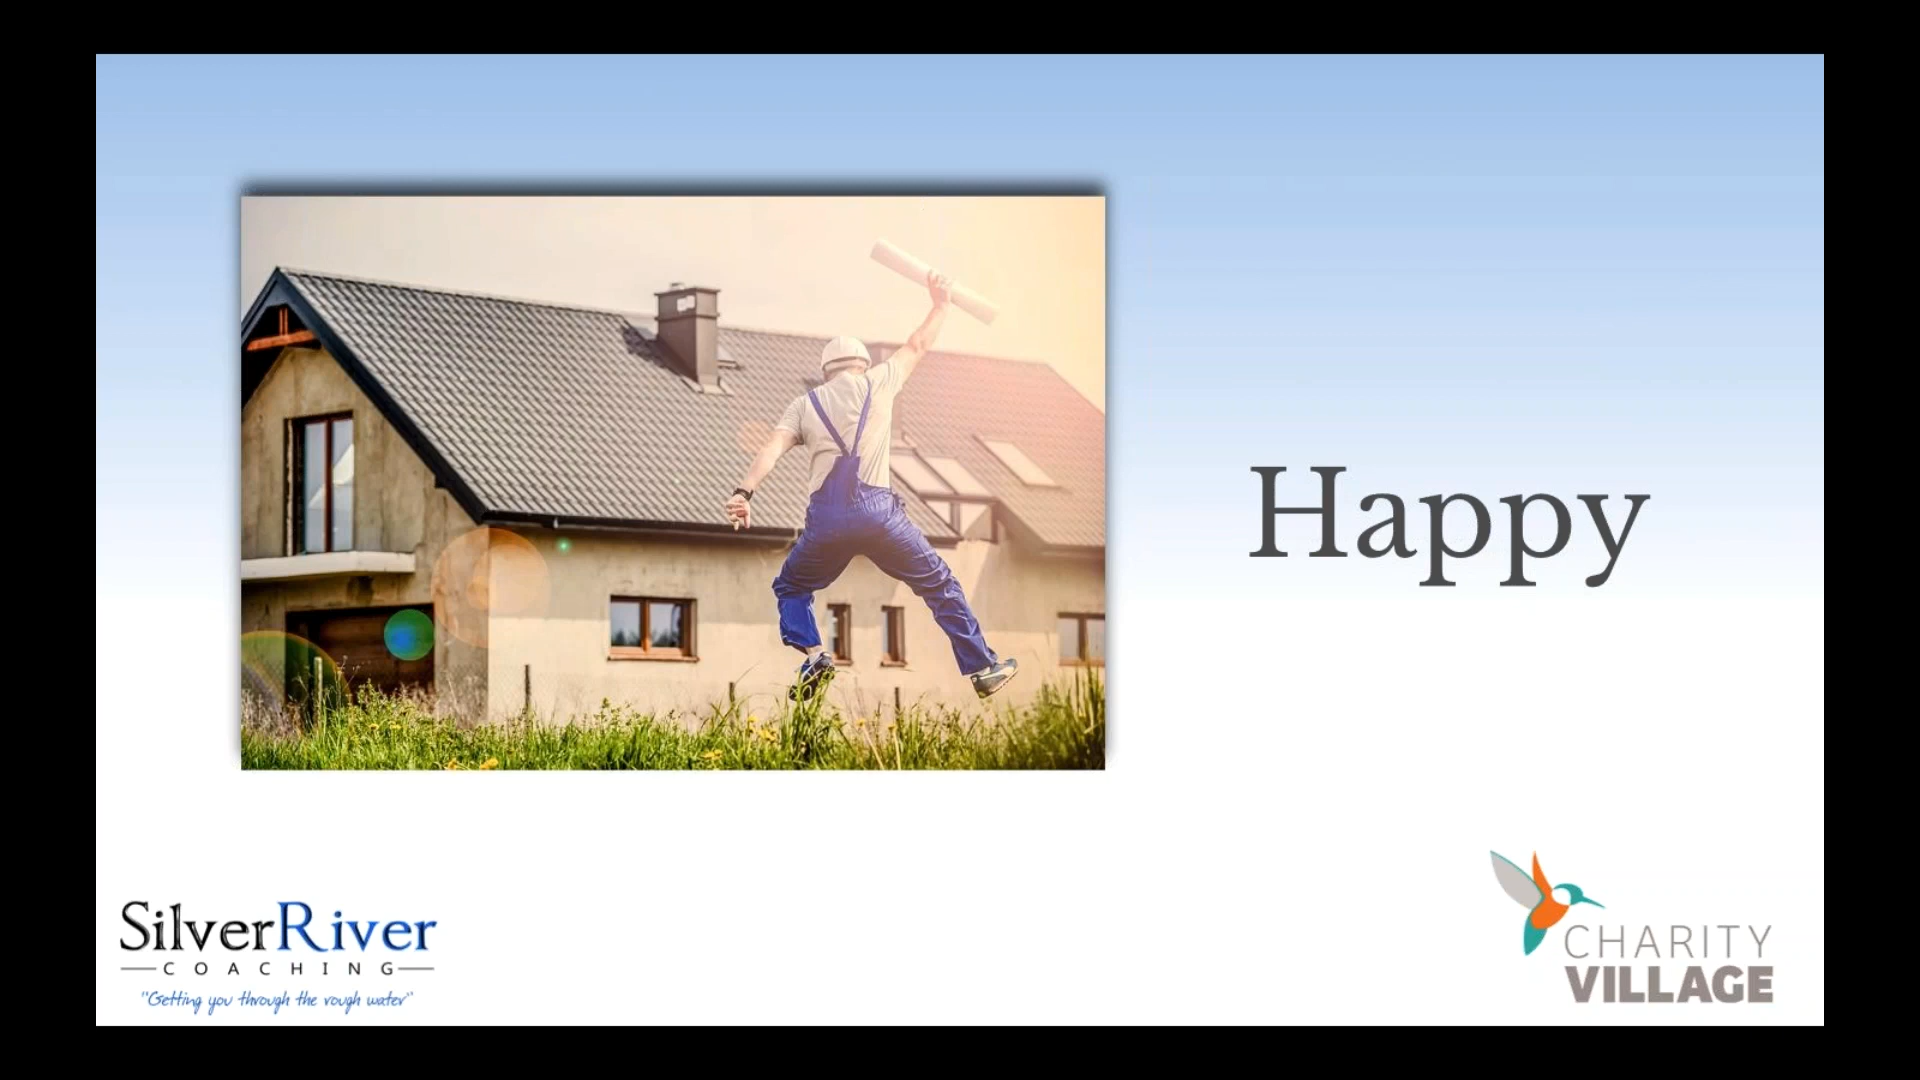 Happy
SilverRiver
COACHING
"Getting you through the rough water"
CHARITY
VILLAGE